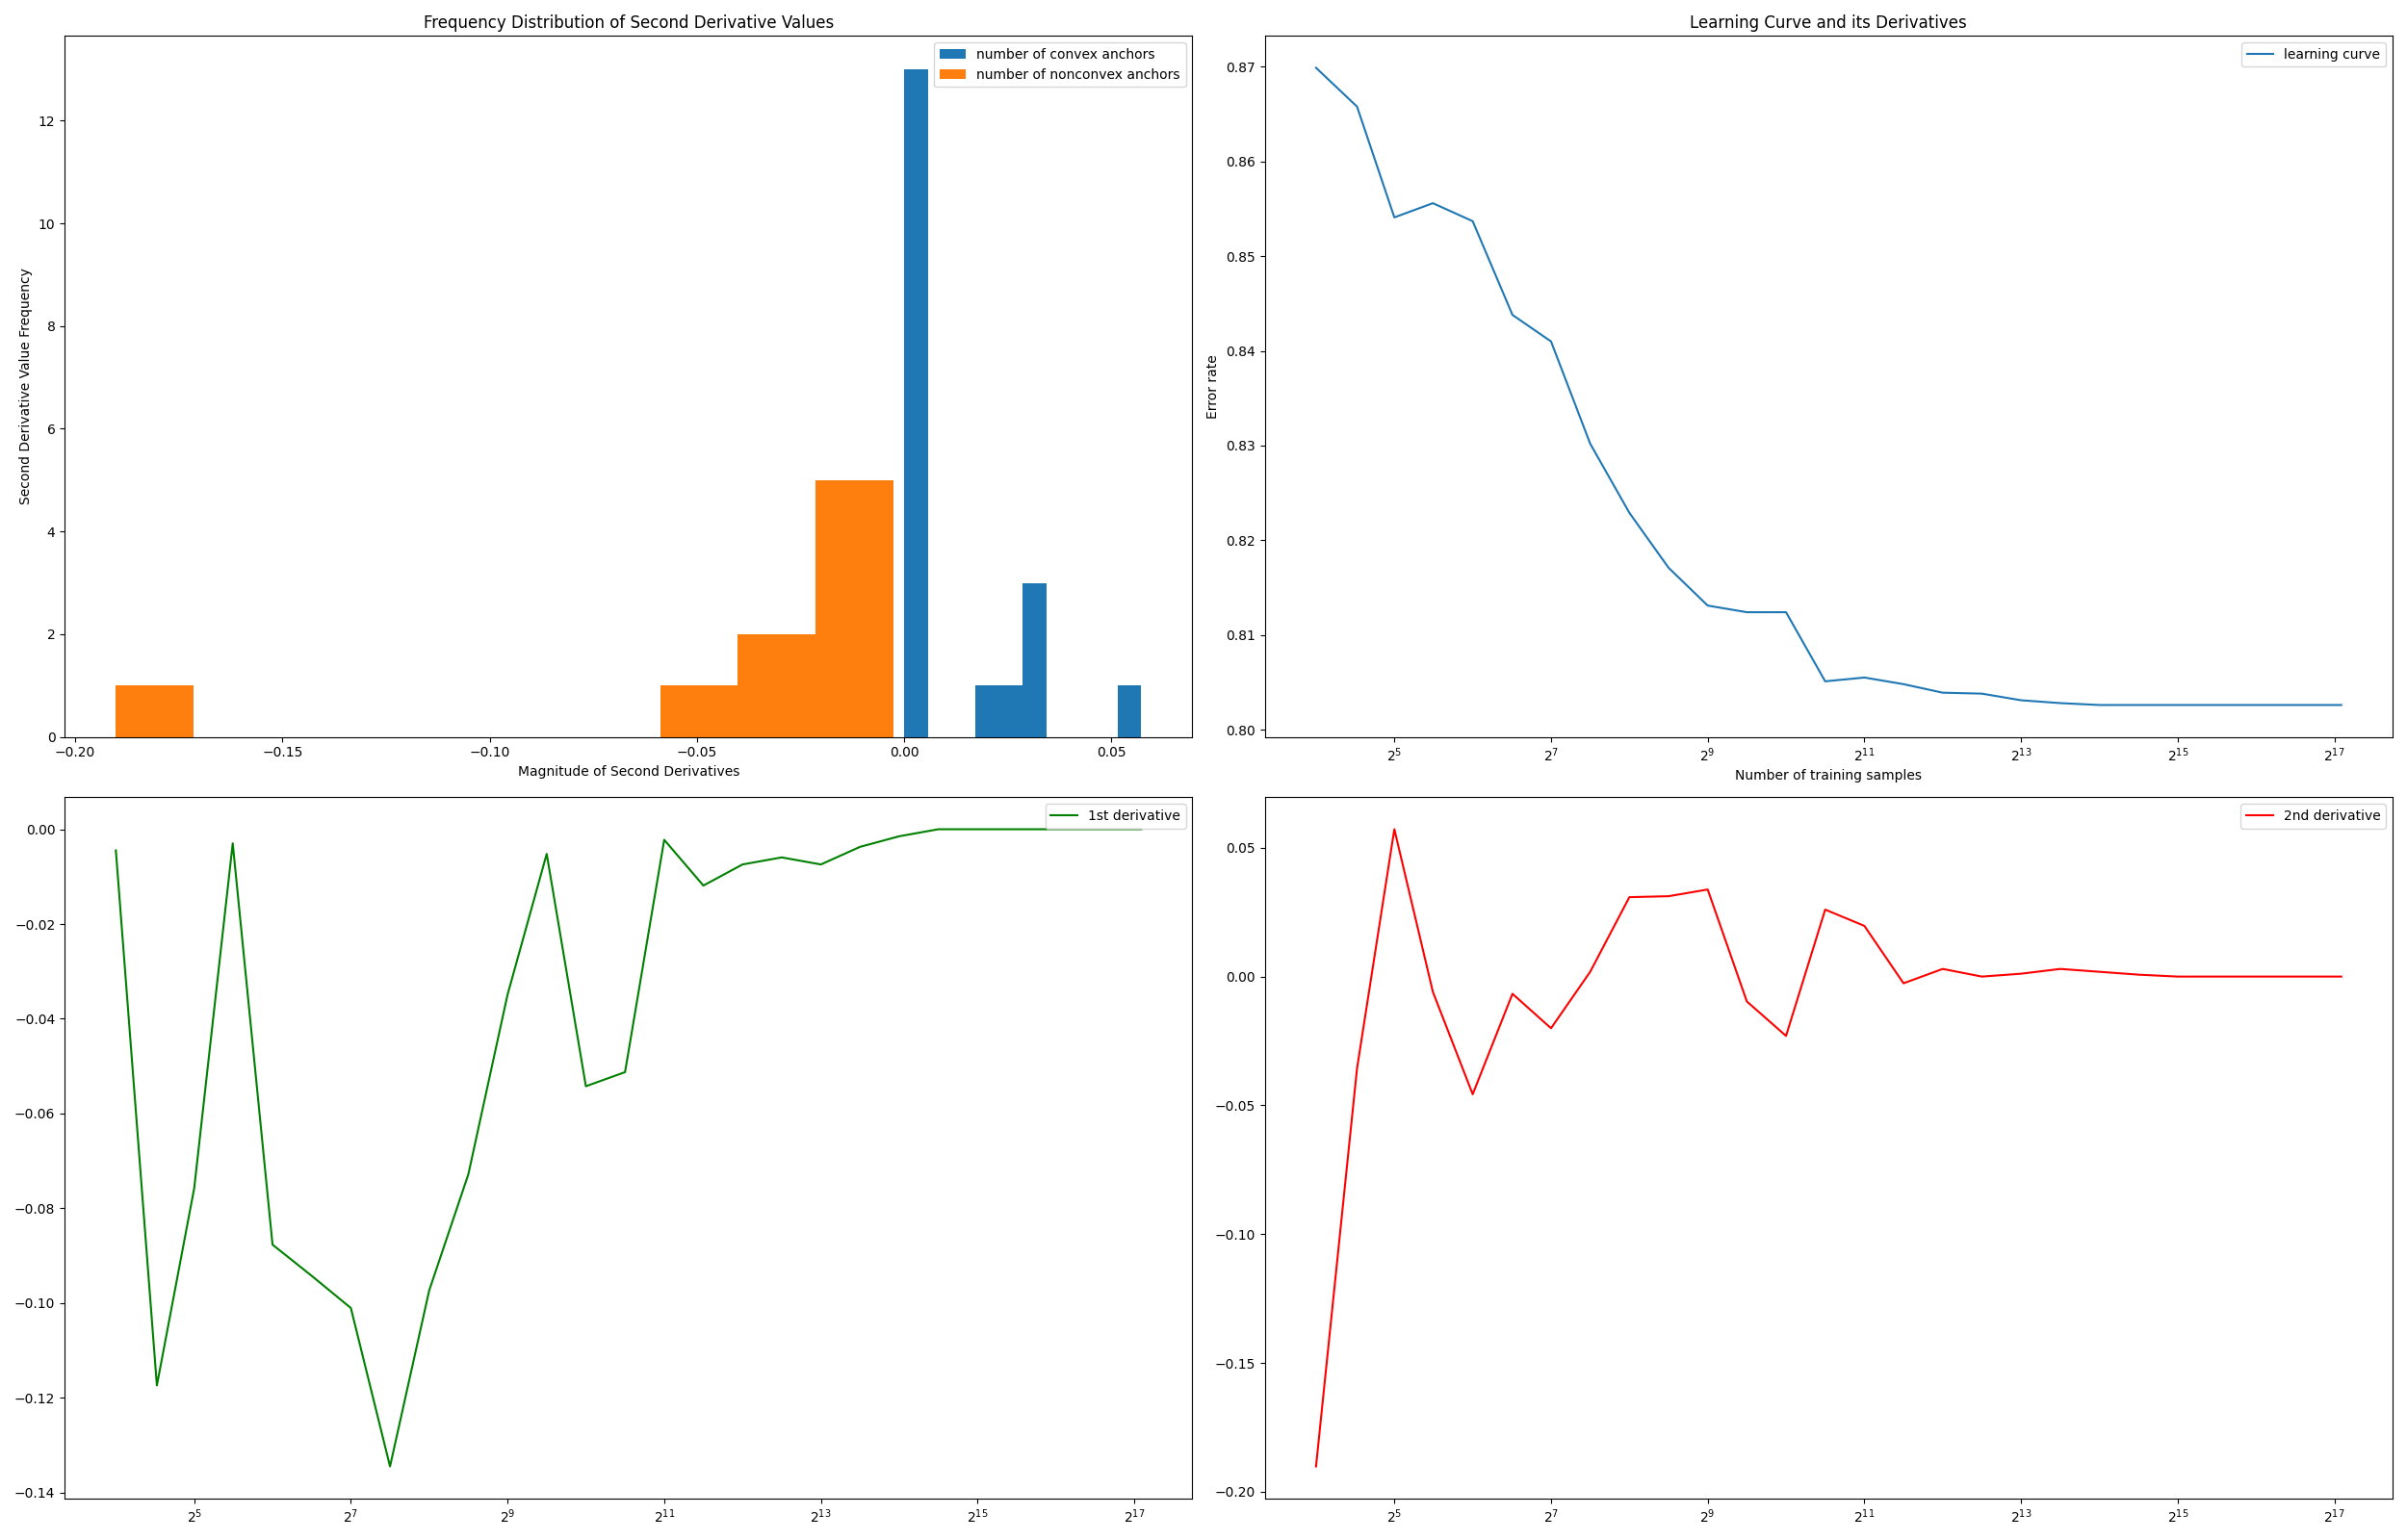 Frequency Distribution of Second Derivative Values
number of convex anchors
number of nonconvex anchors
12
10
8
6
4
2
0
Second Derivative Value Frequency
−0.20 −0.15 −0.10 −0.05 0.00 0.05
Magnitude of Second Derivatives
Learning Curve and its Derivatives
learning curve
0.87
0.86
0.85
0.84
0.83
0.82
0.81
0.80
Error rate
2^5 2^7 2^9 2^11 2^13 2^15 2^17
Number of training samples
1st derivative
0.00
−0.02
−0.04
−0.06
−0.08
−0.10
−0.12
−0.14
2^5 2^7 2^9 2^11 2^13 2^15 2^17
2nd derivative
0.05
0.00
−0.05
−0.10
−0.15
−0.20
2^5 2^7 2^9 2^11 2^13 2^15 2^17